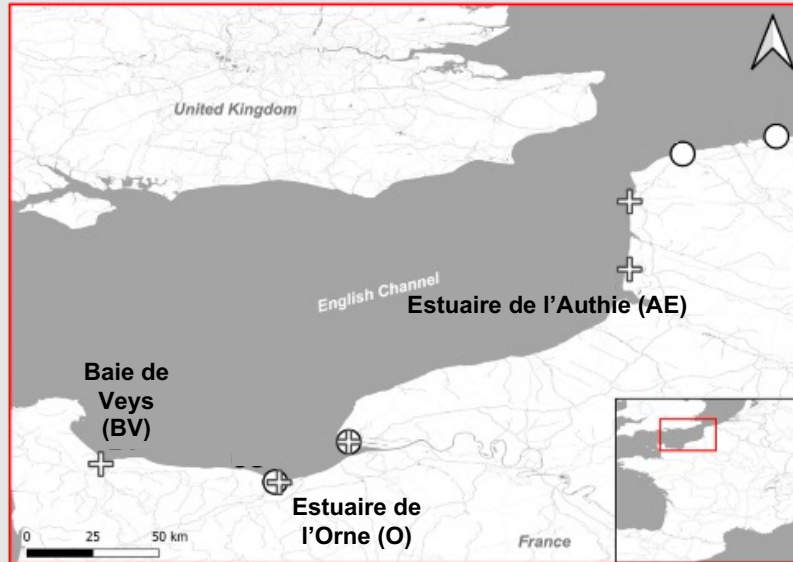 United Kingdom
English Channel
Estuaire de l’Authie (AE)
Baie de
Veys
(BV)
Estuaire de
l’Orne (O)
France
0 25 50 km